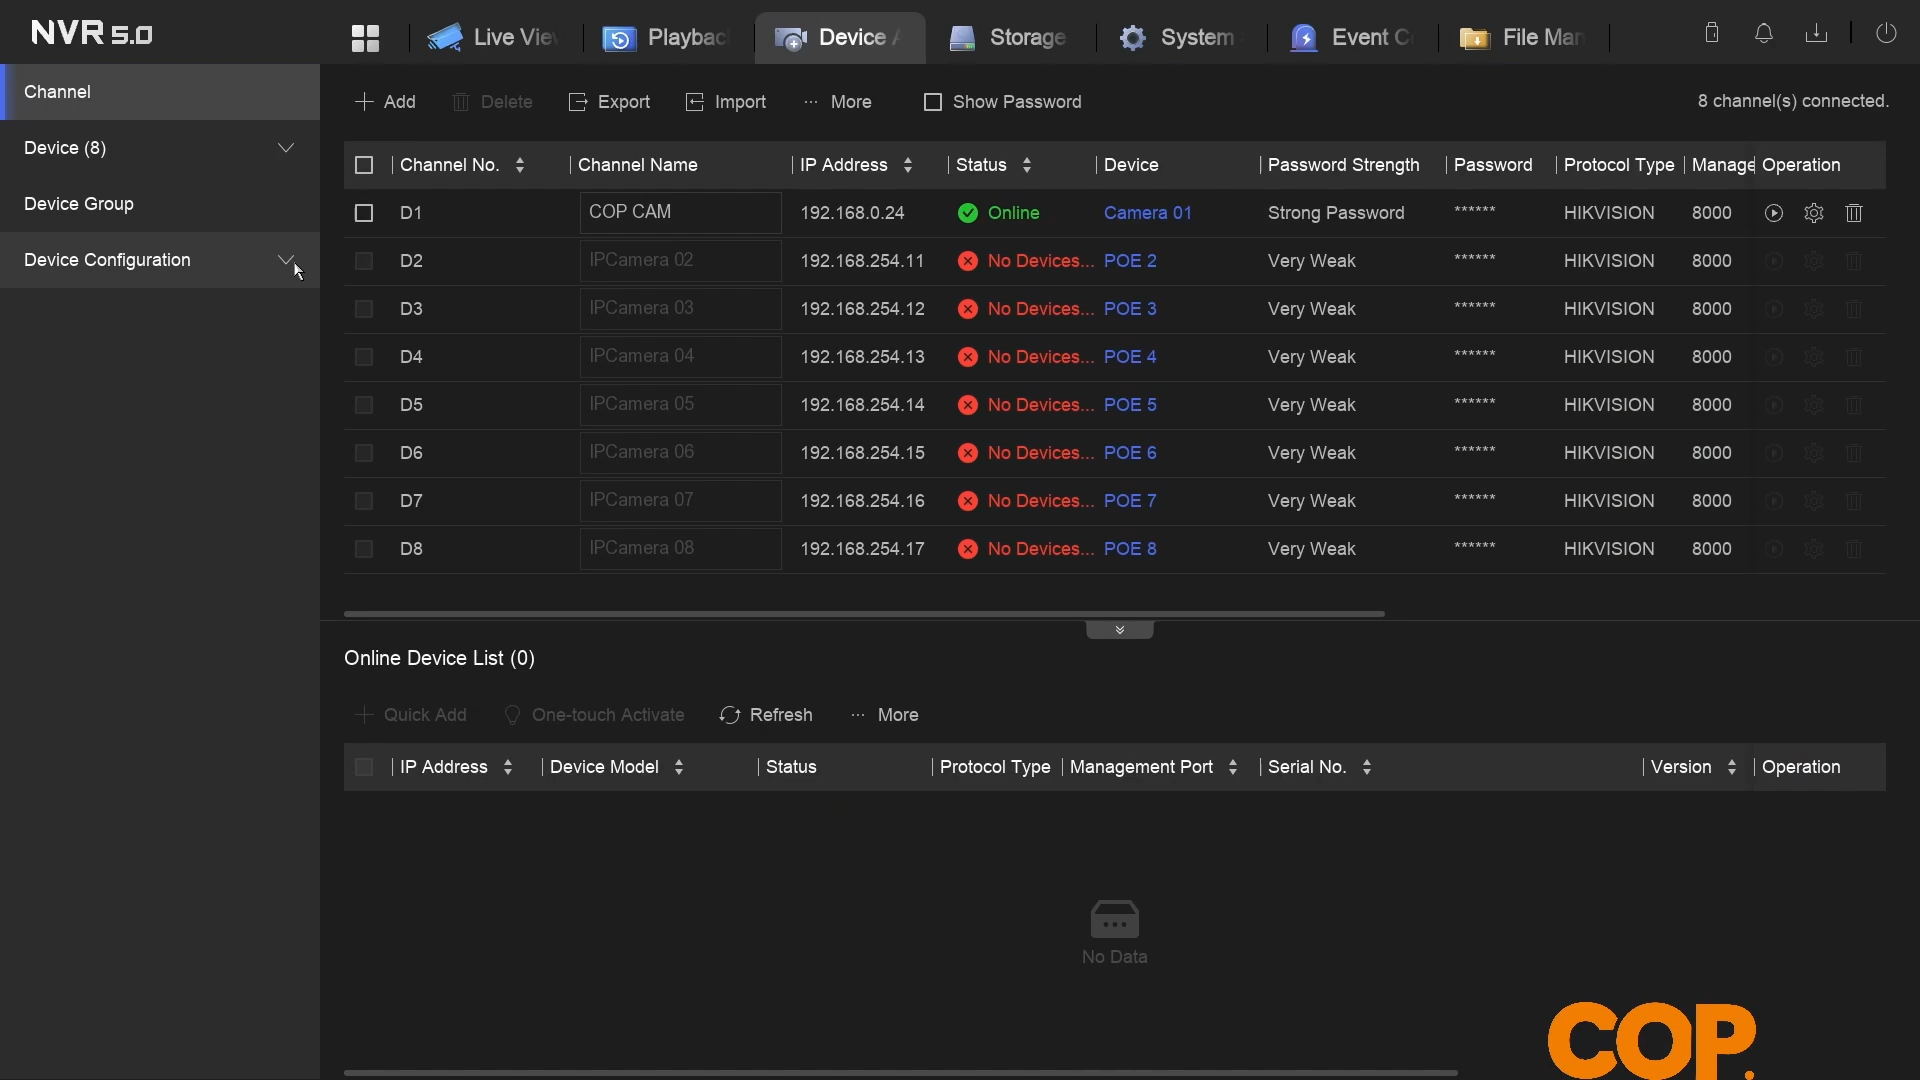 NVR 5.0
Live Vie
Playbac
Device A
Storage
System
Event C
File Man
Channel
Device (8)
Device Group
Device Configuration
Add
Delete
Export
Import
··· More
Show Password
8 channel(s) connected.
Channel No. Channel Name IP Address Status Device Password Strength Password Protocol Type Manage Operation
D1 COP CAM 192.168.0.24 Online Camera 01 Strong Password ****** HIKVISION 8000
D2 IPCamera 02 192.168.254.11 No Devices... POE 2 Very Weak ****** HIKVISION 8000
D3 IPCamera 03 192.168.254.12 No Devices... POE 3 Very Weak ****** HIKVISION 8000
D4 IPCamera 04 192.168.254.13 No Devices... POE 4 Very Weak ****** HIKVISION 8000
D5 IPCamera 05 192.168.254.14 No Devices... POE 5 Very Weak ****** HIKVISION 8000
D6 IPCamera 06 192.168.254.15 No Devices... POE 6 Very Weak ****** HIKVISION 8000
D7 IPCamera 07 192.168.254.16 No Devices... POE 7 Very Weak ****** HIKVISION 8000
D8 IPCamera 08 192.168.254.17 No Devices... POE 8 Very Weak ****** HIKVISION 8000
Online Device List (0)
Quick Add
One-touch Activate
Refresh
··· More
IP Address Device Model Status Protocol Type Management Port Serial No. Version Operation
No Data
COP.